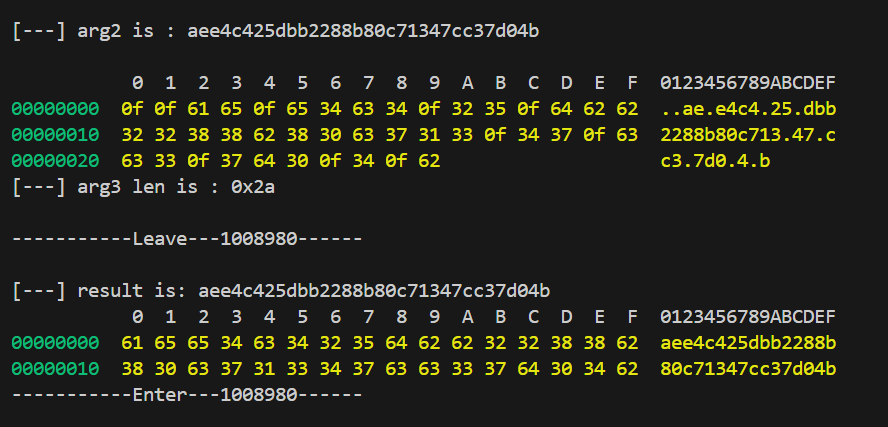 [---] arg2 is : aee4c425dbb2288b80c71347cc37d04b
0 1 2 3 4 5 6 7 8 9 A B C D E F 0123456789ABCDEF
00000000 0f 0f 61 65 0f 65 34 63 34 0f 32 35 0f 64 62 62 ..ae.e4c4.25.dbb
00000010 32 32 38 38 62 38 30 63 37 31 33 0f 34 37 0f 63 2288b80c713.47.c
00000020 63 33 0f 37 64 30 0f 34 0f 62 c3.7d0.4.b
[---] arg3 len is : 0x2a
-----------Leave---1008980------
[---] result is: aee4c425dbb2288b80c71347cc37d04b
0 1 2 3 4 5 6 7 8 9 A B C D E F 0123456789ABCDEF
00000000 61 65 65 34 63 34 32 35 64 62 62 32 32 38 38 62 aee4c425dbb2288b
00000010 38 30 63 37 31 33 34 37 63 63 33 37 64 30 34 62 80c71347cc37d04b
-----------Enter---1008980------